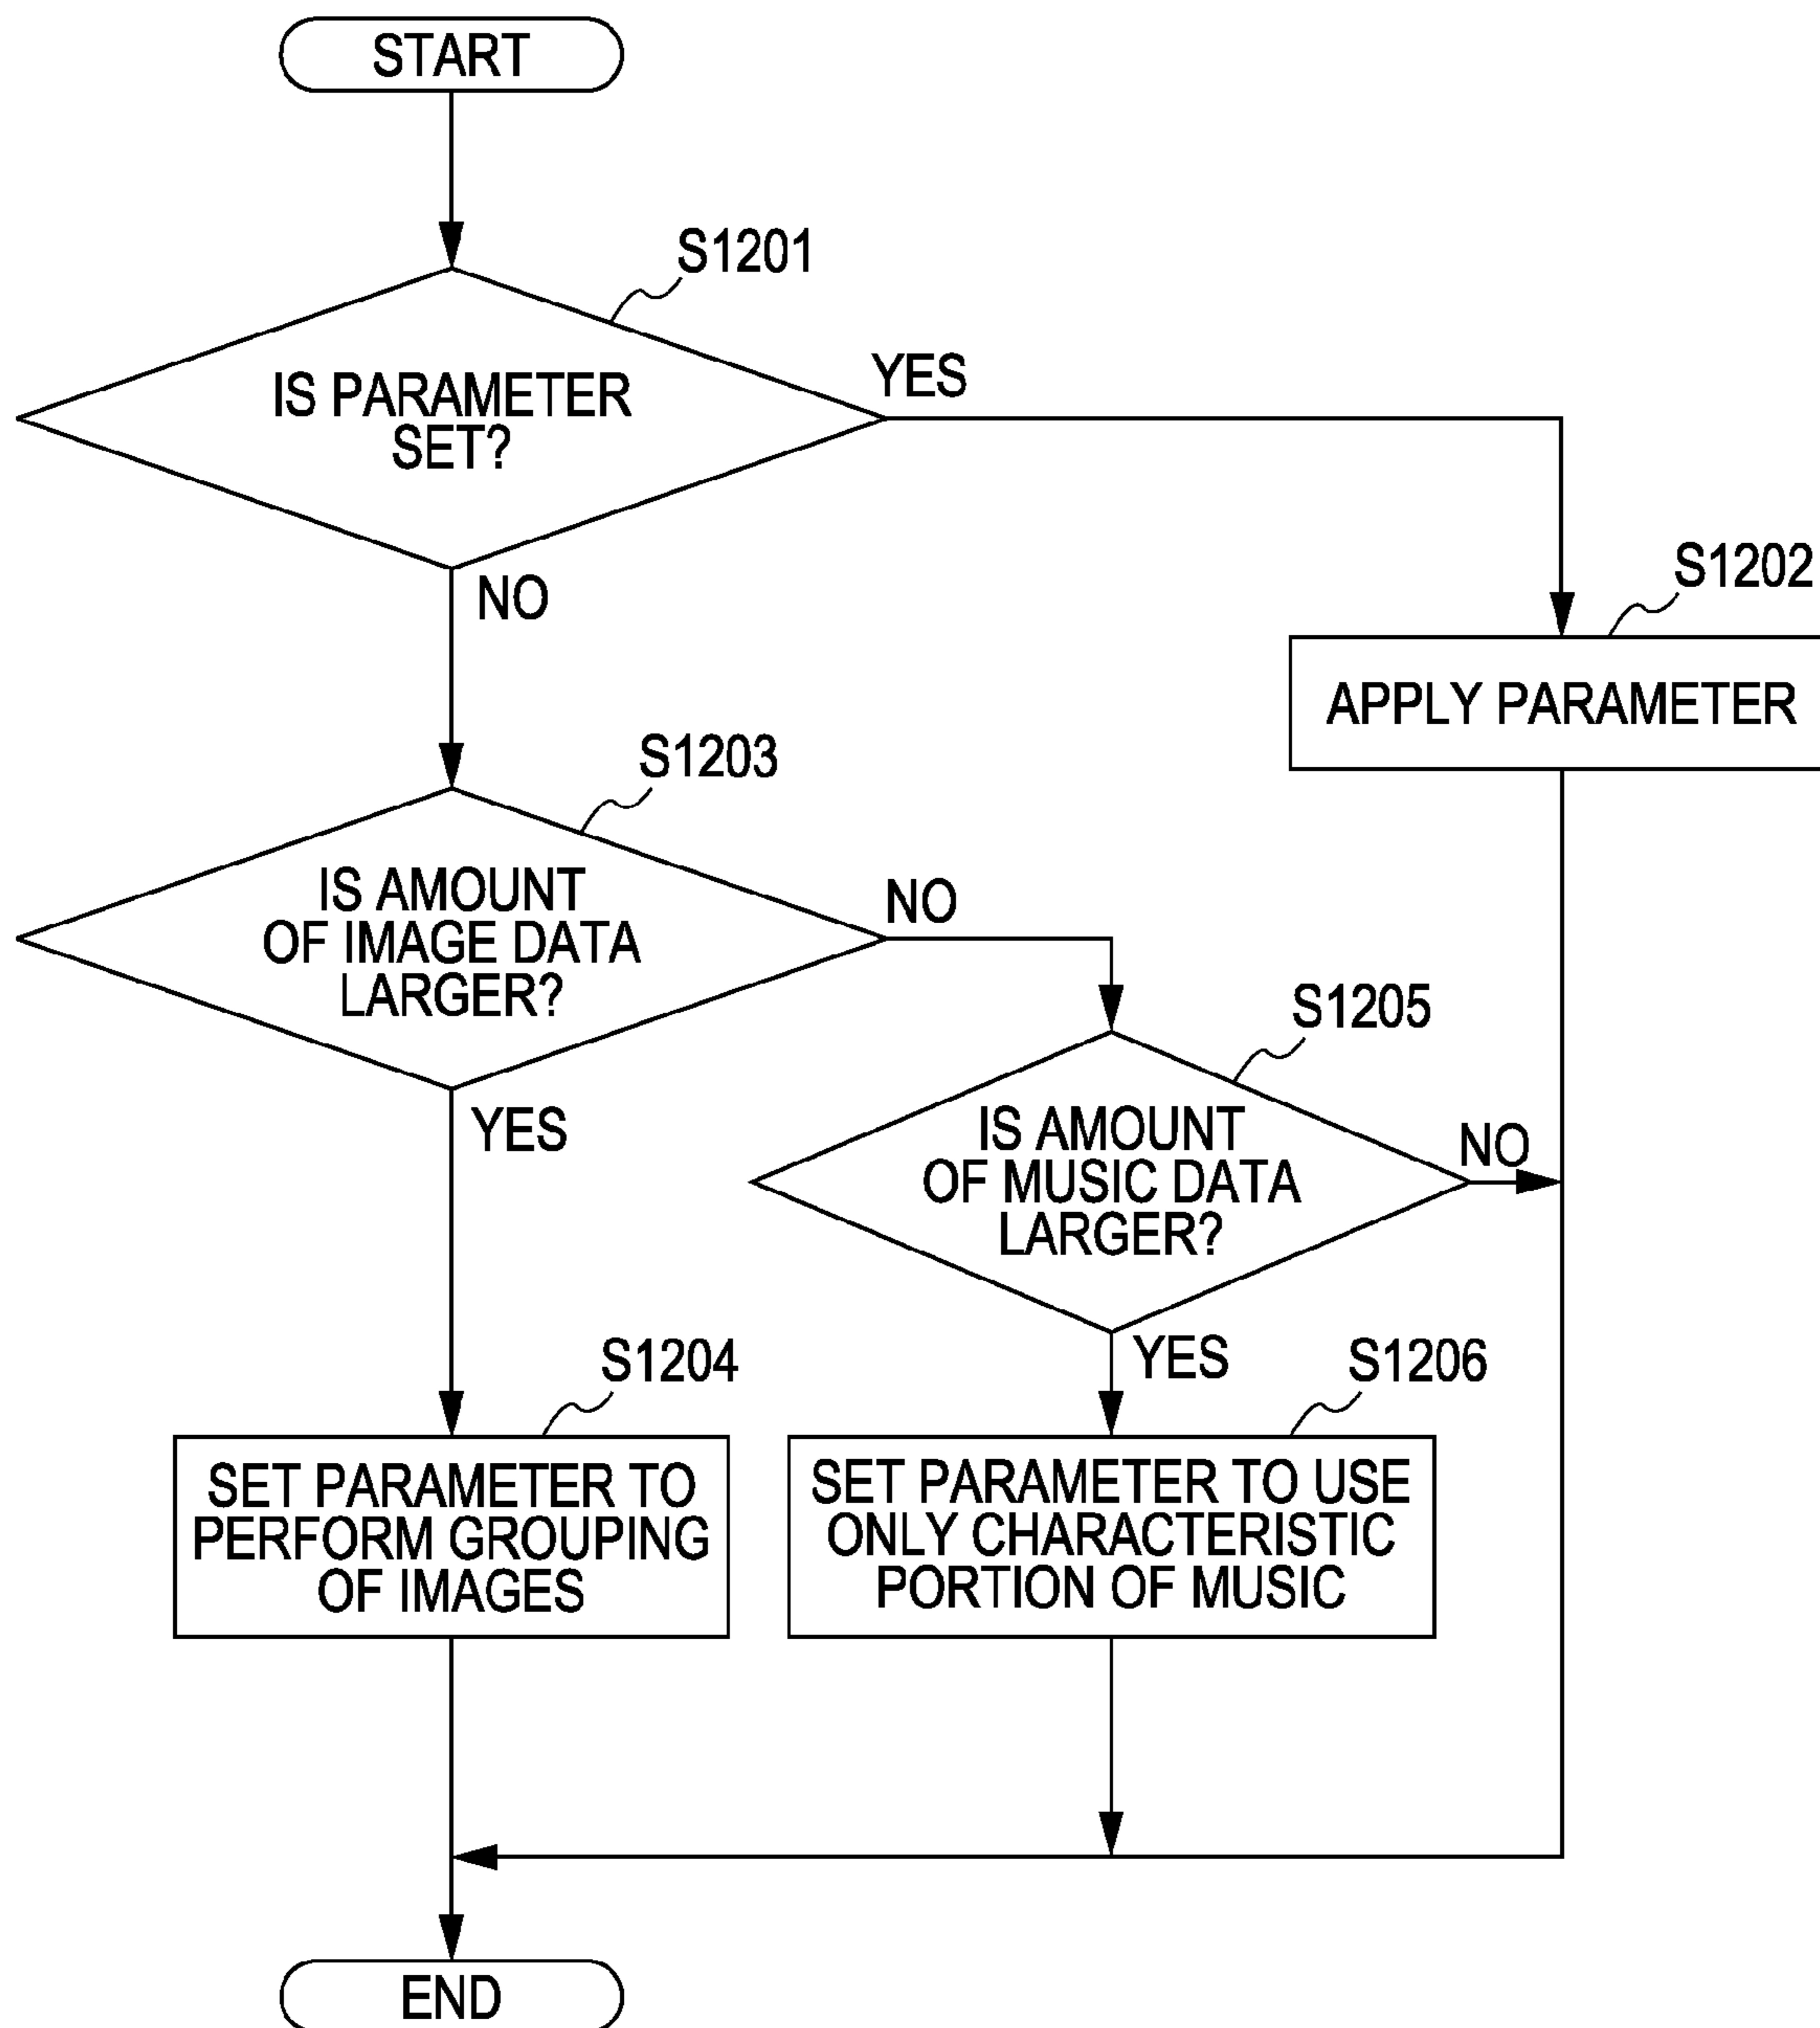 START
S1201
IS PARAMETER
SET?
YES
NO
S1202
APPLY PARAMETER
S1203
IS AMOUNT
OF IMAGE DATA
LARGER?
NO
YES
S1205
IS AMOUNT
OF MUSIC DATA
LARGER?
NO
YES
S1204
SET PARAMETER TO
PERFORM GROUPING
OF IMAGES
S1206
SET PARAMETER TO USE
ONLY CHARACTERISTIC
PORTION OF MUSIC
END